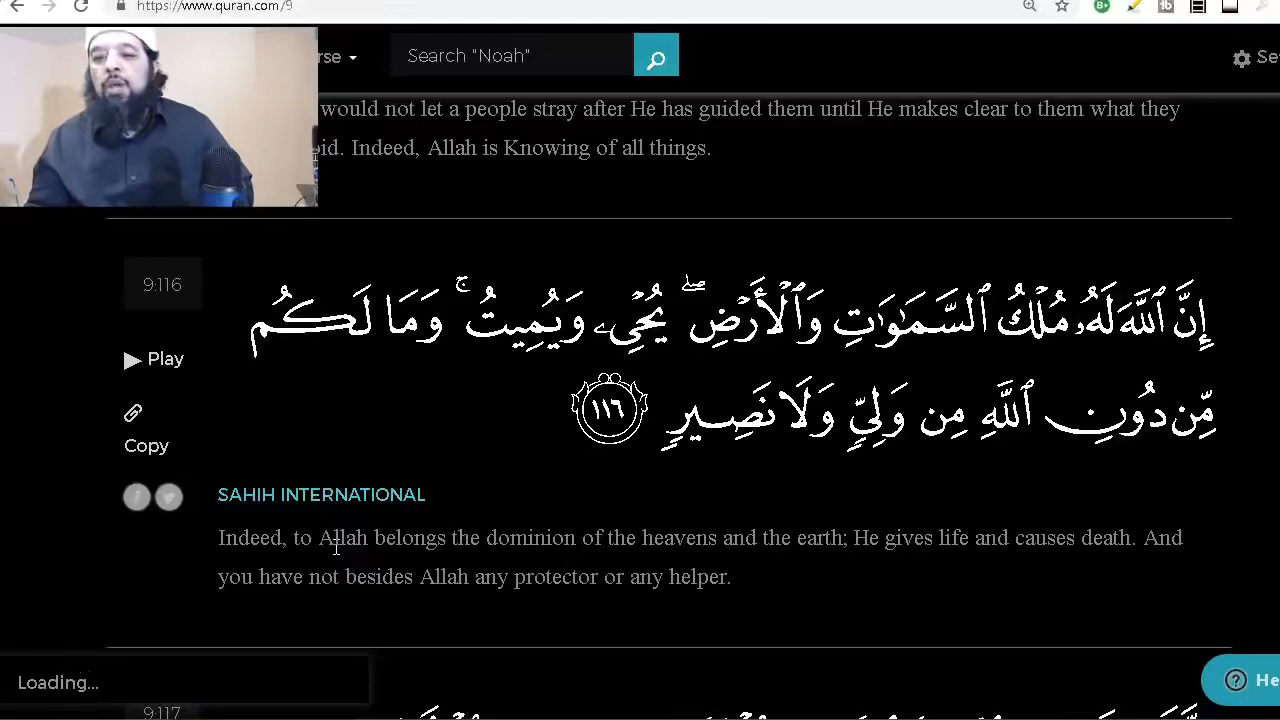 https://www.quran.com/9
rse
Search "Noah"
would not let a people stray after He has guided them until He makes clear to them what they
id. Indeed, Allah is Knowing of all things.
9:116
إِنَّ ٱللَّهَ لَهُۥ مُلْكُ ٱلسَّمَـٰوَٰتِ وَٱلْأَرْضِ ۖ يُحْىِۦ وَيُمِيتُ ۚ وَمَا لَكُم
مِّن دُونِ ٱللَّهِ مِن وَلِىٍّ وَلَا نَصِيرٍ ١١٦
Play
Copy
SAHIH INTERNATIONAL
Indeed, to Allah belongs the dominion of the heavens and the earth; He gives life and causes death. And
you have not besides Allah any protector or any helper.
Loading...
He
9:117